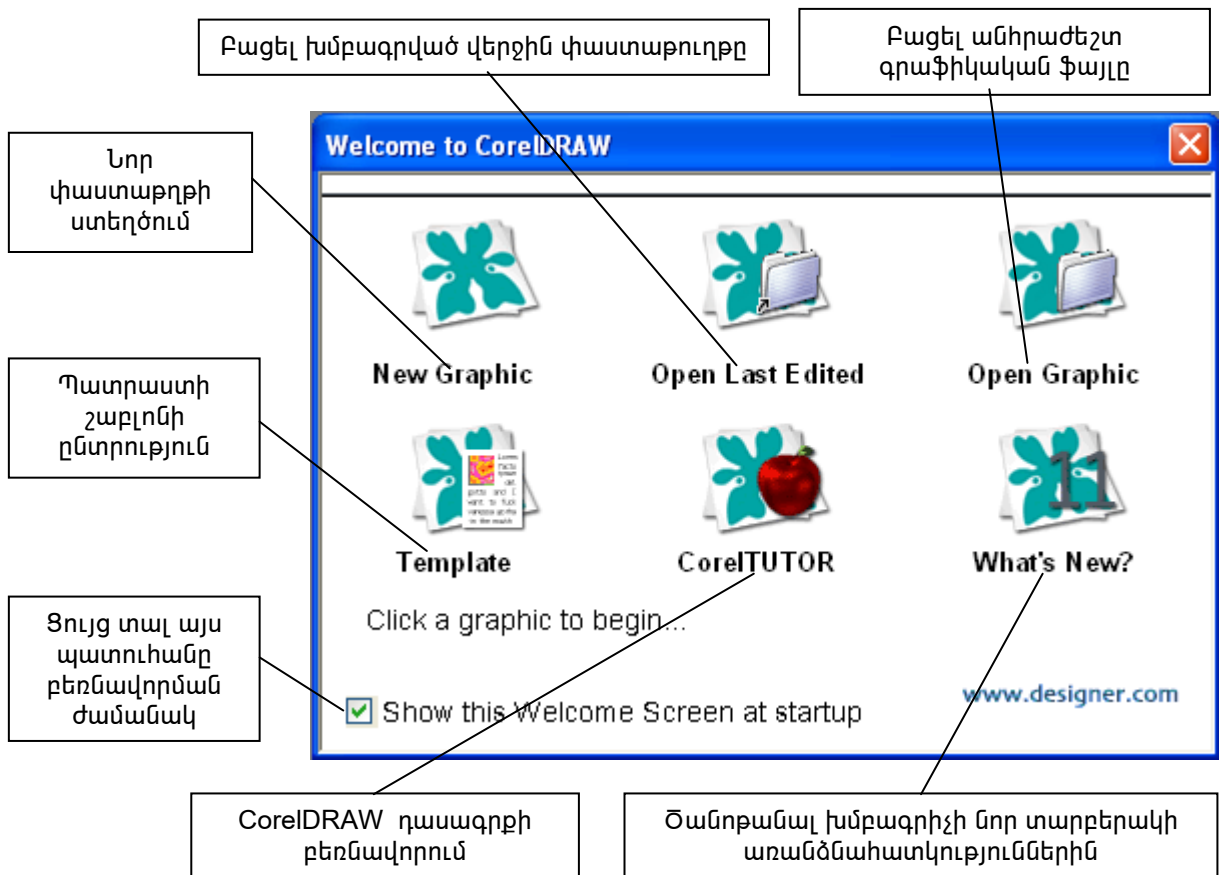 Բացել խմբագրված վերջին փաստաթուղթը
Բացել անհրաժեշտ
գրաֆիկական ֆայլը
Նոր
փաստաթղթի
ստեղծում
Պատրաստի
շաբլոնի
ընտրություն
Ցույց տալ այս
պատուհանը
բեռնավորման
ժամանակ
Welcome to CorelDRAW
New Graphic
Open Last Edited
Open Graphic
Template
CorelTUTOR
What's New?
Click a graphic to begin...
Show this Welcome Screen at startup
www.designer.com
CorelDRAW դասագրքի
բեռնավորում
Ծանոթանալ խմբագրիչի նոր տարբերակի
առանձնահատկություններին
11